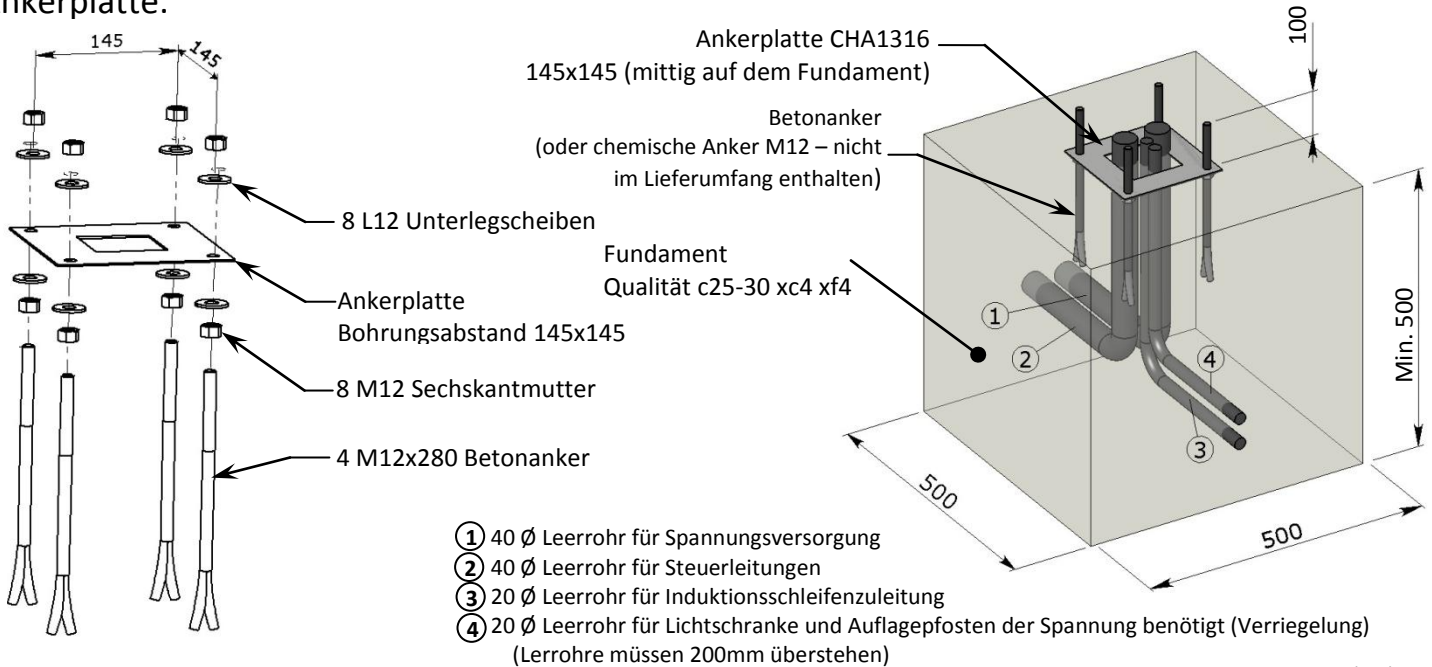 nkerplatte:
145
145
8 L12 Unterlegscheiben
Ankerplatte
Bohrungsabstand 145x145
8 M12 Sechskantmutter
4 M12x280 Betonanker
Ankerplatte CHA1316
145x145 (mittig auf dem Fundament)
Betonanker
(oder chemische Anker M12 – nicht
im Lieferumfang enthalten)
Fundament
Qualität c25-30 xc4 xf4
100
Min. 500
500
500
1
2
4
3
1 40 Ø Leerrohr für Spannungsversorgung
2 40 Ø Leerrohr für Steuerleitungen
3 20 Ø Leerrohr für Induktionsschleifenzuleitung
4 20 Ø Leerrohr für Lichtschranke und Auflagepfosten der Spannung benötigt (Verriegelung)
(Lerrohre müssen 200mm überstehen)